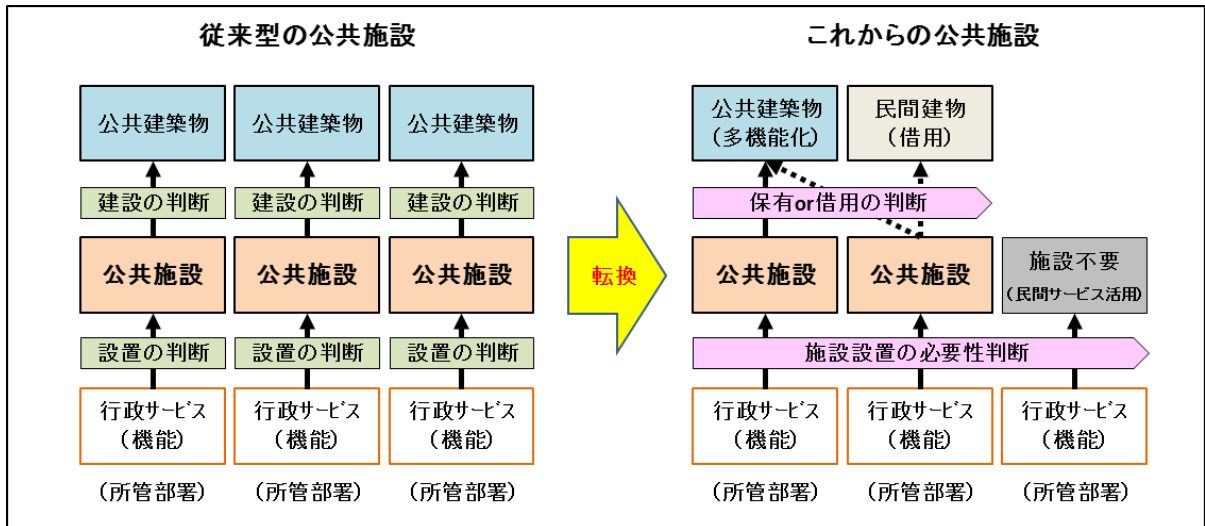 従来型の公共施設
これからの公共施設
公共建築物
公共建築物
公共建築物
公共建築物
(多機能化)
民間建物
(借用)
建設の判断
建設の判断
建設の判断
保有or借用の判断
公共施設
公共施設
公共施設
転換
公共施設
公共施設
施設不要
(民間サービス活用)
設置の判断
設置の判断
設置の判断
施設設置の必要性判断
行政サービス
(機能)
行政サービス
(機能)
行政サービス
(機能)
行政サービス
(機能)
行政サービス
(機能)
行政サービス
(機能)
(所管部署)
(所管部署)
(所管部署)
(所管部署)
(所管部署)
(所管部署)